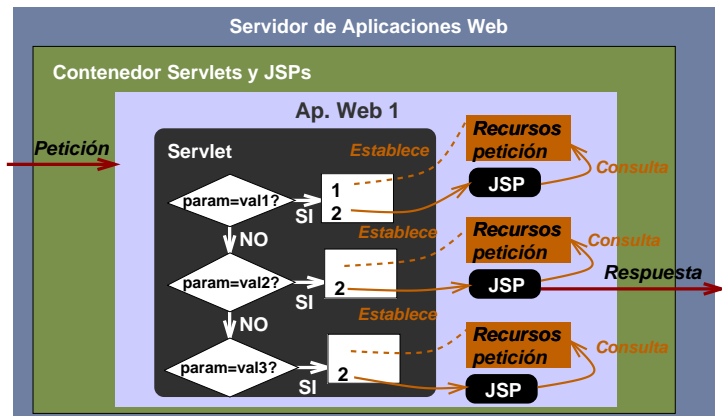 Servidor de Aplicaciones Web
Contenedor Servlets y JSPs
Ap. Web 1
Petición
Servlet
Establece
Recursos
petición
Consulta
param=val1?
SI
1
2
JSP
NO
Establece
Recursos
petición
Consulta
param=val2?
SI
2
JSP
Respuesta
NO
Establece
Recursos
petición
Consulta
param=val3?
SI
2
JSP